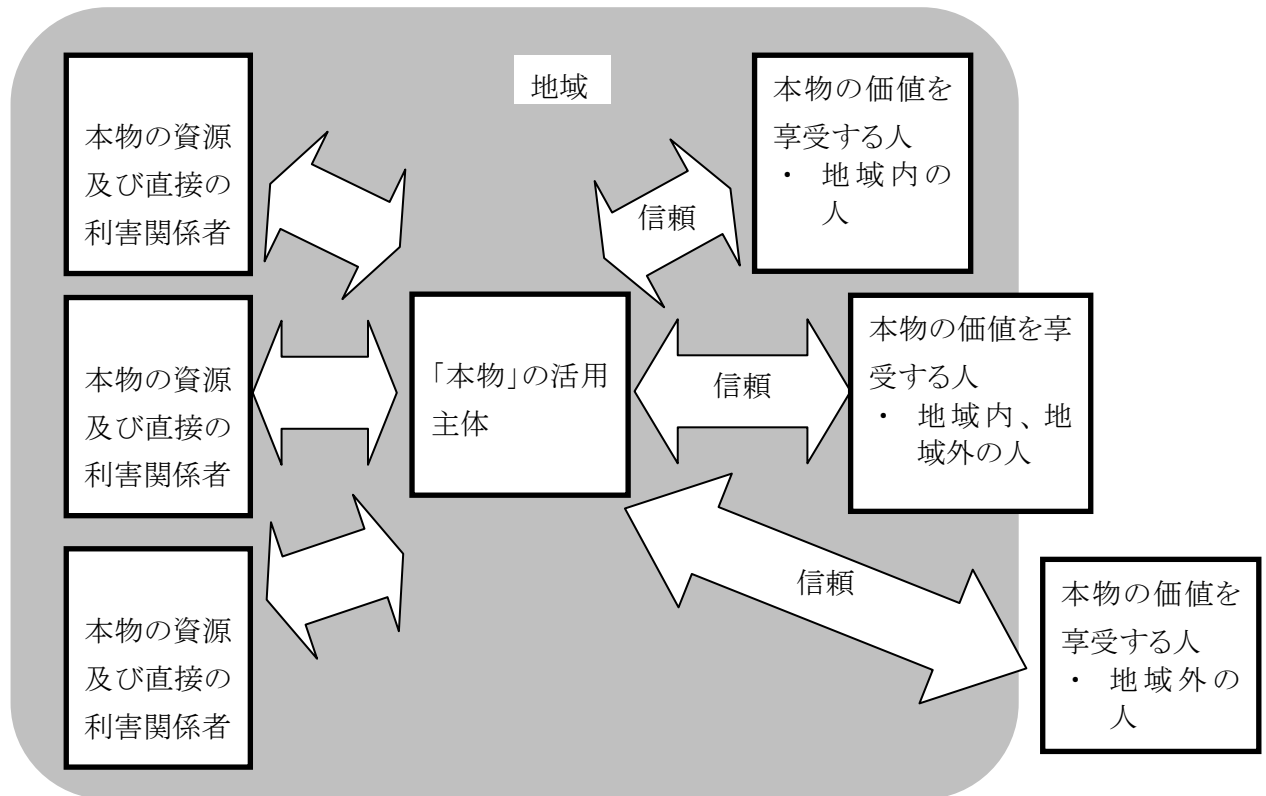 地域
本物の資源
及び直接の
利害関係者
本物の資源
及び直接の
利害関係者
本物の資源
及び直接の
利害関係者
「本物」の活用
主体
信頼
信頼
信頼
本物の価値を
享受する人
・ 地域内の
人
本物の価値を享
受する人
・ 地域内、地
域外の人
本物の価値を
享受する人
・ 地域外の
人